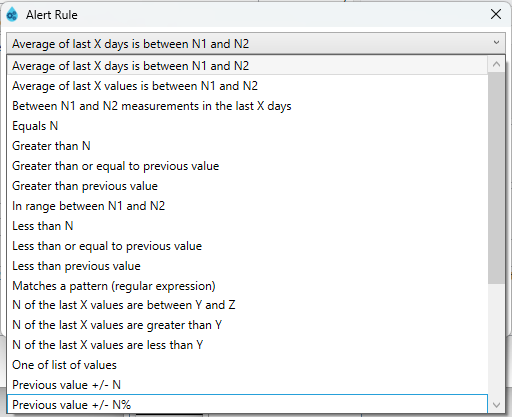 Alert Rule
Average of last X days is between N1 and N2
Average of last X days is between N1 and N2
Average of last X values is between N1 and N2
Between N1 and N2 measurements in the last X days
Equals N
Greater than N
Greater than or equal to previous value
Greater than previous value
In range between N1 and N2
Less than N
Less than or equal to previous value
Less than previous value
Matches a pattern (regular expression)
N of the last X values are between Y and Z
N of the last X values are greater than Y
N of the last X values are less than Y
One of list of values
Previous value +/- N
Previous value +/- N%